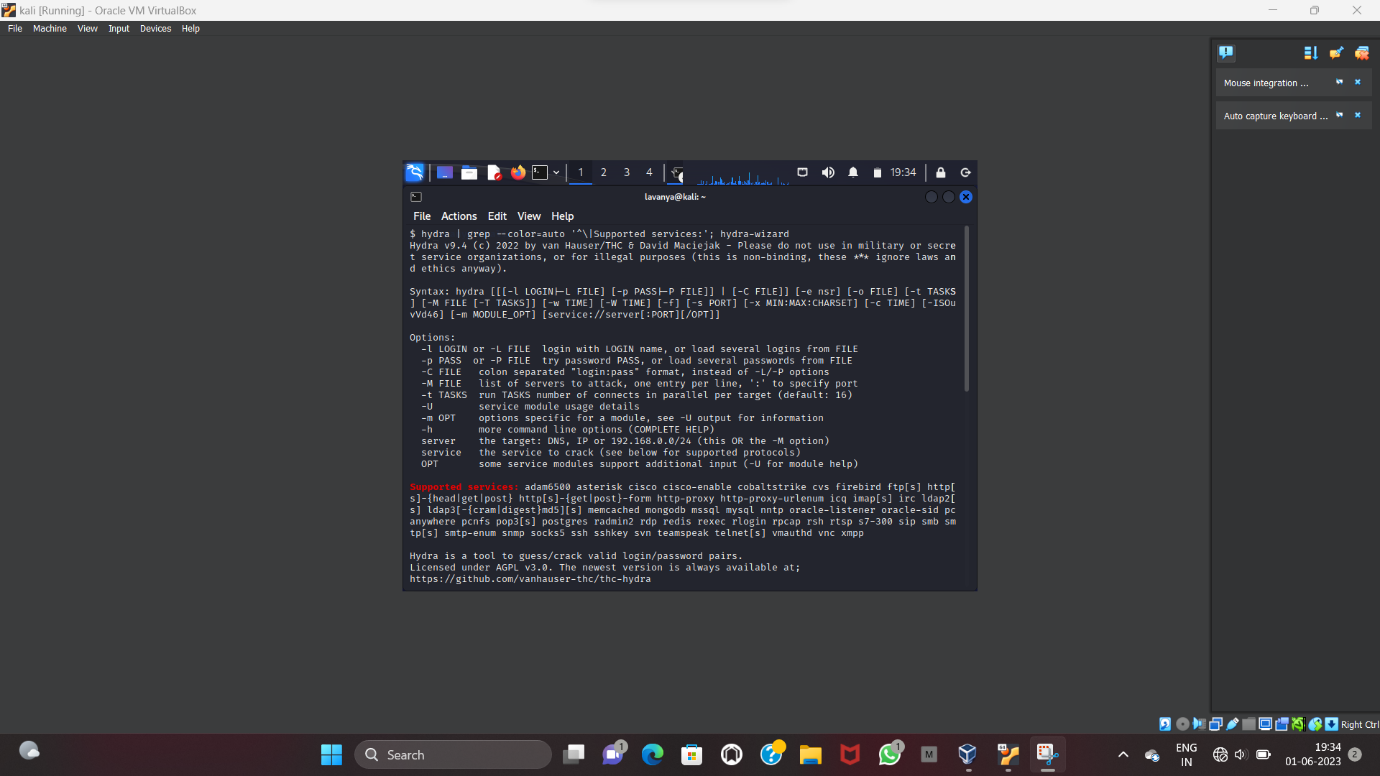 kali [Running] - Oracle VM VirtualBox
File Machine View Input Devices Help
Mouse integration ...
Auto capture keyboard ...
1 2 3 4 19:34
lavanya@kali: ~
File Actions Edit View Help
$ hydra | grep --color=auto '^\|Supported services:'; hydra-wizard
Hydra v9.4 (c) 2022 by van Hauser/THC & David Maciejak - Please do not use in military or secre
t service organizations, or for illegal purposes (this is non-binding, these *** ignore laws an
d ethics anyway).
Syntax: hydra [[[-l LOGIN|-L FILE] [-p PASS|-P FILE]] | [-C FILE]] [-e nsr] [-o FILE] [-t TASKS
] [-M FILE [-T TASKS]] [-w TIME] [-W TIME] [-f] [-s PORT] [-x MIN:MAX:CHARSET] [-c TIME] [-ISOu
vVd46] [-m MODULE_OPT] [service://server[:PORT][/OPT]]
Options:
-l LOGIN or -L FILE login with LOGIN name, or load several logins from FILE
-p PASS or -P FILE try password PASS, or load several passwords from FILE
-C FILE colon separated "login:pass" format, instead of -L/-P options
-M FILE list of servers to attack, one entry per line, ':' to specify port
-t TASKS run TASKS number of connects in parallel per target (default: 16)
-U service module usage details
-m OPT options specific for a module, see -U output for information
-h more command line options (COMPLETE HELP)
server the target: DNS, IP or 192.168.0.0/24 (this OR the -M option)
service the service to crack (see below for supported protocols)
OPT some service modules support additional input (-U for module help)
Supported services: adam6500 asterisk cisco cisco-enable cobaltstrike cvs firebird ftp[s] http[
s]-{head|get|post} http[s]-{get|post}-form http-proxy http-proxy-urlenum icq imap[s] irc ldap2[
s] ldap3[-{cram|digest}md5][s] memcached mongodb mssql mysql nntp oracle-listener oracle-sid pc
anywhere pcnfs pop3[s] postgres radmin2 rdp redis rexec rlogin rpcap rsh rtsp s7-300 sip smb sm
tp[s] smtp-enum snmp socks5 ssh sshkey svn teamspeak telnet[s] vmauthd vnc xmpp
Hydra is a tool to guess/crack valid login/password pairs.
Licensed under AGPL v3.0. The newest version is always available at;
https://github.com/vanhauser-thc/thc-hydra
Right Ctrl
Search
1
1
M
ENG
IN
19:34
01-06-2023
2